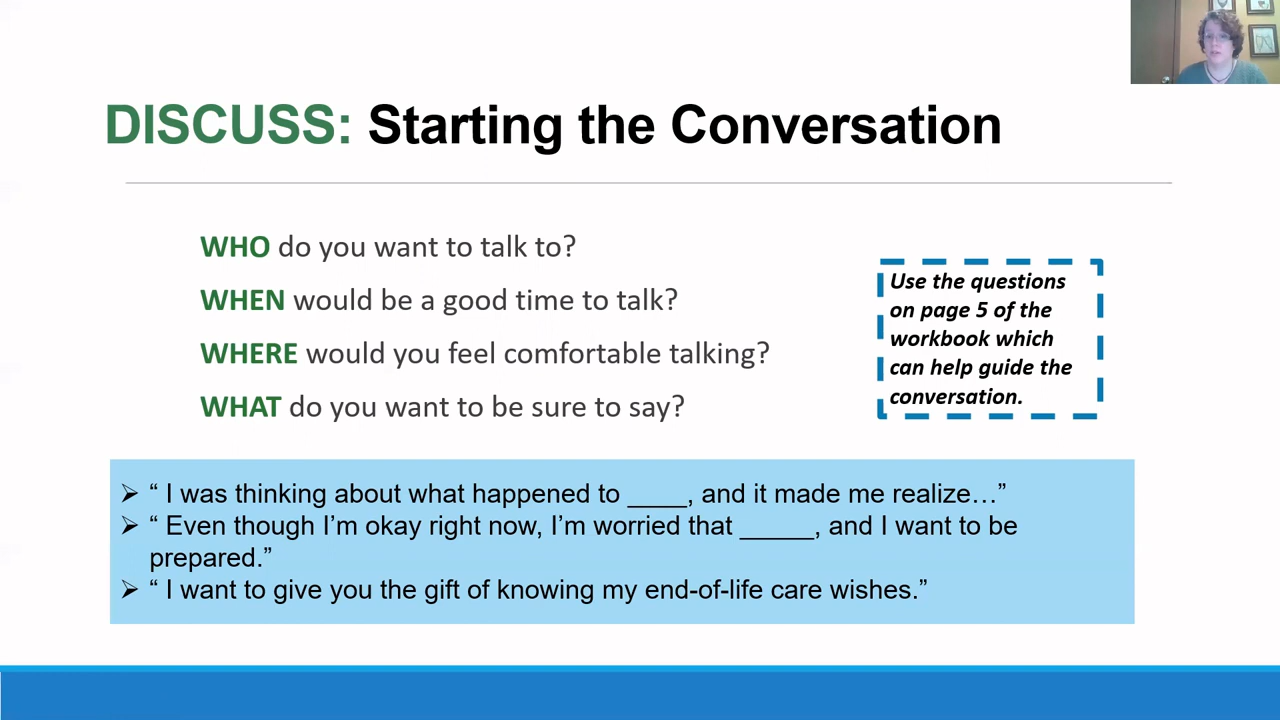 DISCUSS: Starting the Conversation
WHO do you want to talk to?
WHEN would be a good time to talk?
WHERE would you feel comfortable talking?
WHAT do you want to be sure to say?
Use the questions
on page 5 of the
workbook which
can help guide the
conversation.
➢ “ I was thinking about what happened to ____, and it made me realize…”
➢ “ Even though I’m okay right now, I’m worried that _____, and I want to be
prepared.”
➢ “ I want to give you the gift of knowing my end-of-life care wishes.”